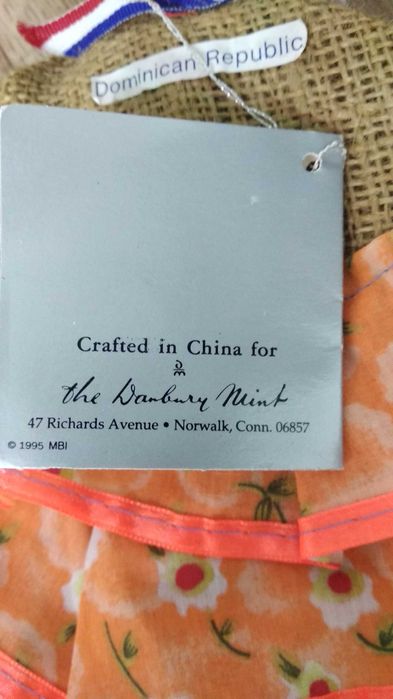 Dominican Republic
Crafted in China for
the Danbury Mint
47 Richards Avenue • Norwalk, Conn. 06857
© 1995 MBI